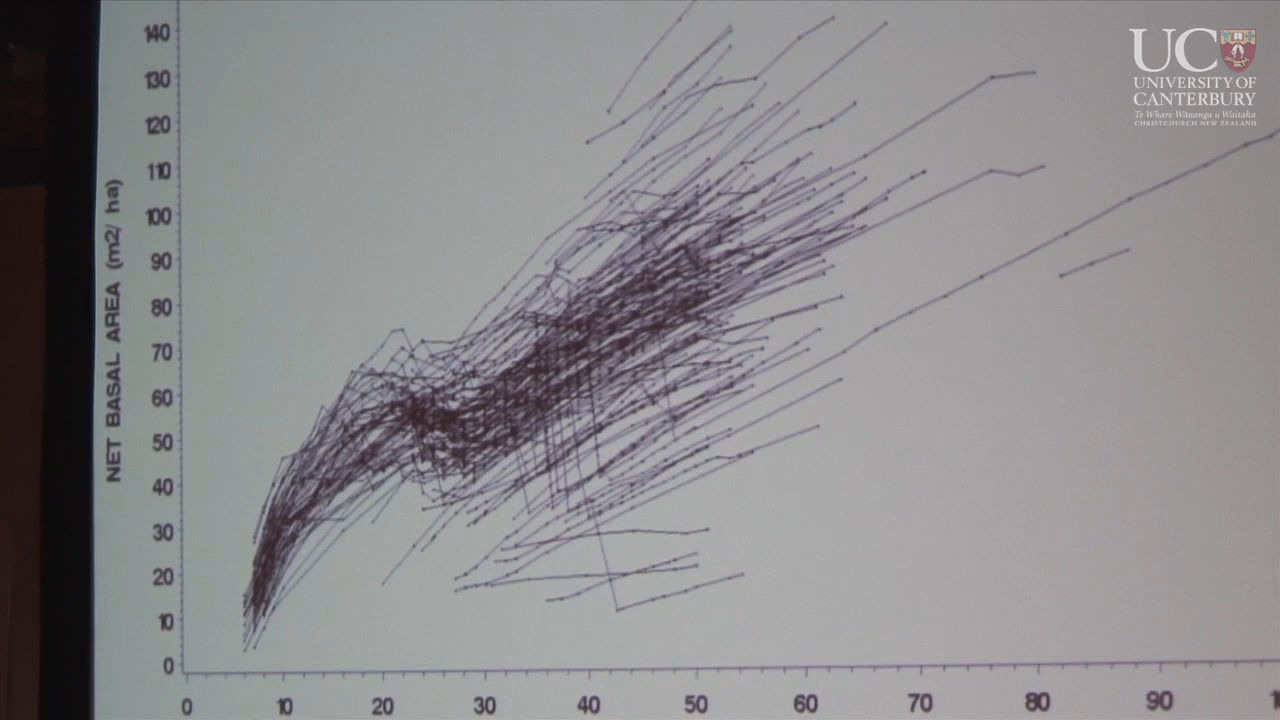 UC
UNIVERSITY OF
CANTERBURY
Te Whare Wānanga o Waitaha
CHRISTCHURCH NEW ZEALAND
NET BASAL AREA (m2/ ha)
140
130
120
110
100
90
80
70
60
50
40
30
20
10
0
0 10 20 30 40 50 60 70 80 90